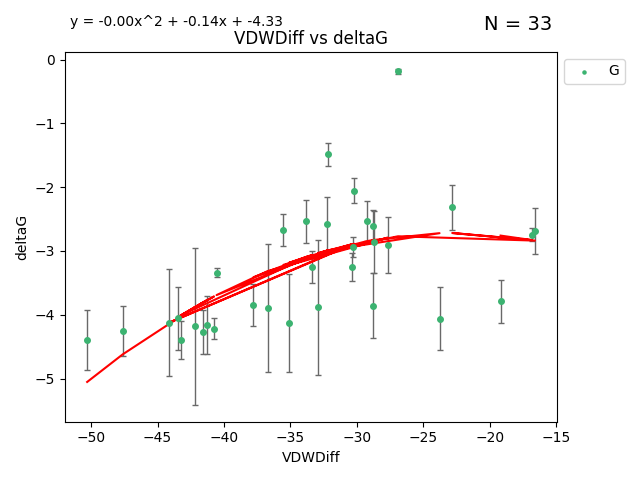 y = -0.00x^2 + -0.14x + -4.33
N = 33
VDWDiff vs deltaG
G
0
−1
−2
−3
−4
−5
deltaG
−50
−45
−40
−35
−30
−25
−20
−15
VDWDiff